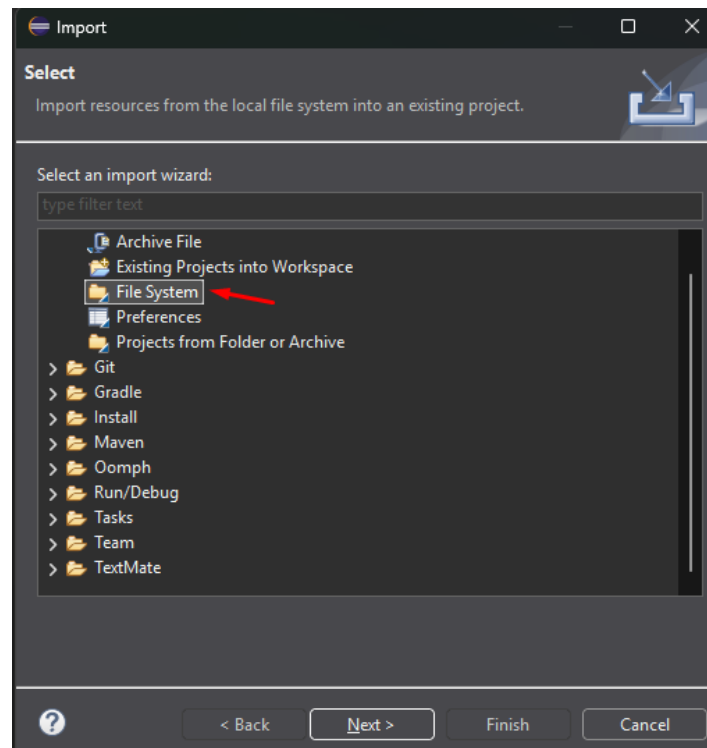 Import
Select
Import resources from the local file system into an existing project.
Select an import wizard:
type filter text
Archive File
Existing Projects into Workspace
File System
Preferences
Projects from Folder or Archive
Git
Gradle
Install
Maven
Oomph
Run/Debug
Tasks
Team
TextMate
? < Back Next > Finish Cancel